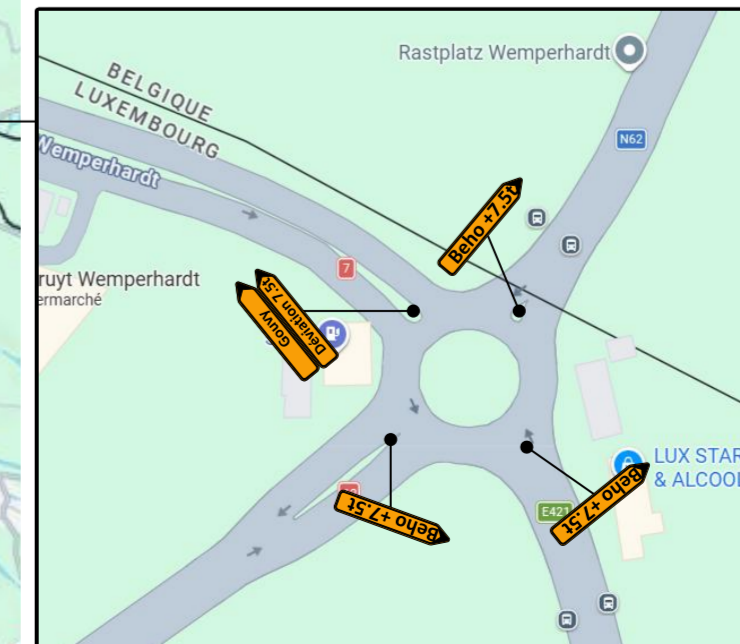 Rastplatz Wemperhardt
BELGIQUE
LUXEMBOURG
N62
Wemperhardt
Beho +7.5t
7
ruyt Wemperhardt
ermarché
Déviation 7.5t
Gouvy
LUX STAR
& ALCOOL
Beho +7.5t
Beho +7.5t
E421